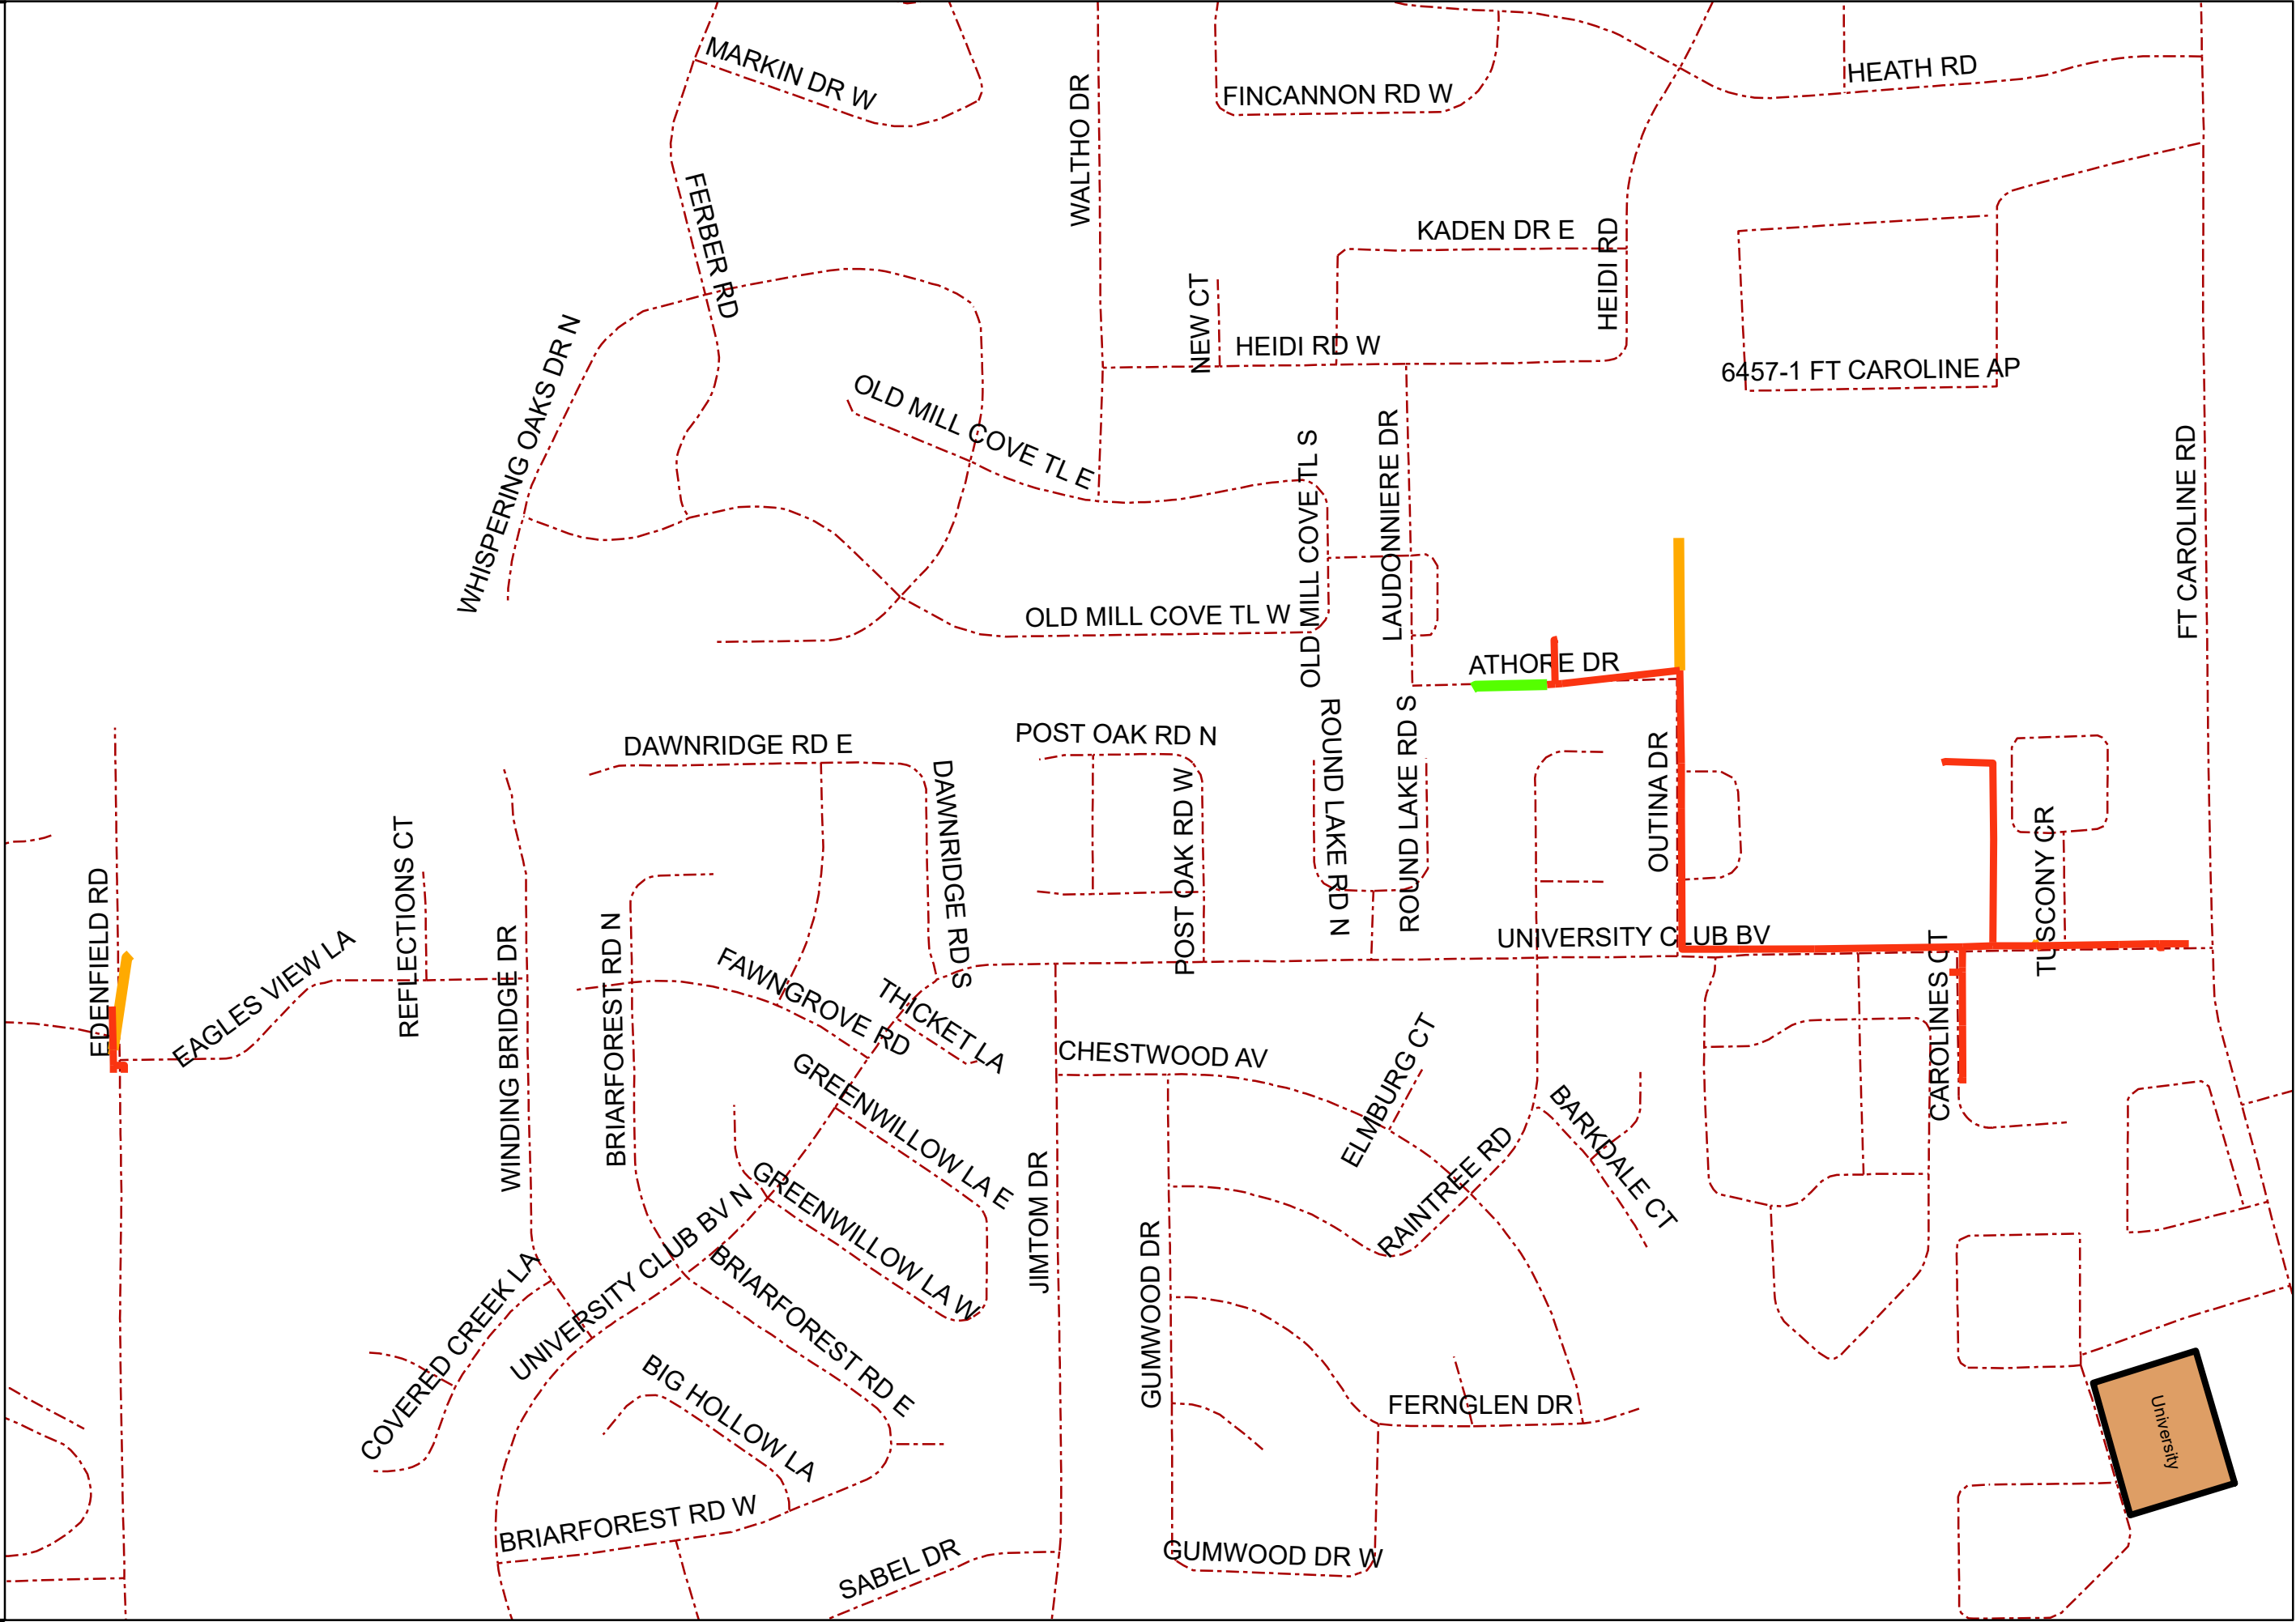 MARKIN DR W
WALTHO DR
FINCANNON RD W
HEATH RD
FERBER RD
KADEN DR E
HEIDI RD
NEW CT
HEIDI RD W
WHISPERING OAKS DR N
OLD MILL COVE TL E
6457-1 FT CAROLINE AP
OLD MILL COVE TL S
LAUDONNIERE DR
FT CAROLINE RD
OLD MILL COVE TL W
ATHORE DR
DAWNRIDGE RD E
POST OAK RD N
ROUND LAKE RD N
ROUND LAKE RD S
OUTINA DR
DAWNRIDGE RD S
POST OAK RD W
TUSCONY CR
EDENFIELD RD
REFLECTIONS CT
EAGLES VIEW LA
WINDING BRIDGE DR
BRIARFOREST RD N
FAWNGROVE RD
THICKET LA
UNIVERSITY CLUB BV
CAROLINES CT
CHESTWOOD AV
ELMBURG CT
GREENWILLOW LA E
BARKDALE CT
RAINTREE RD
GREENWILLOW LA W
JIMTOM DR
UNIVERSITY CLUB BV N
GUMWOOD DR
COVERED CREEK LA
BRIARFOREST RD E
BIG HOLLOW LA
FERNGLEN DR
University
BRIARFOREST RD W
SABEL DR
GUMWOOD DR W